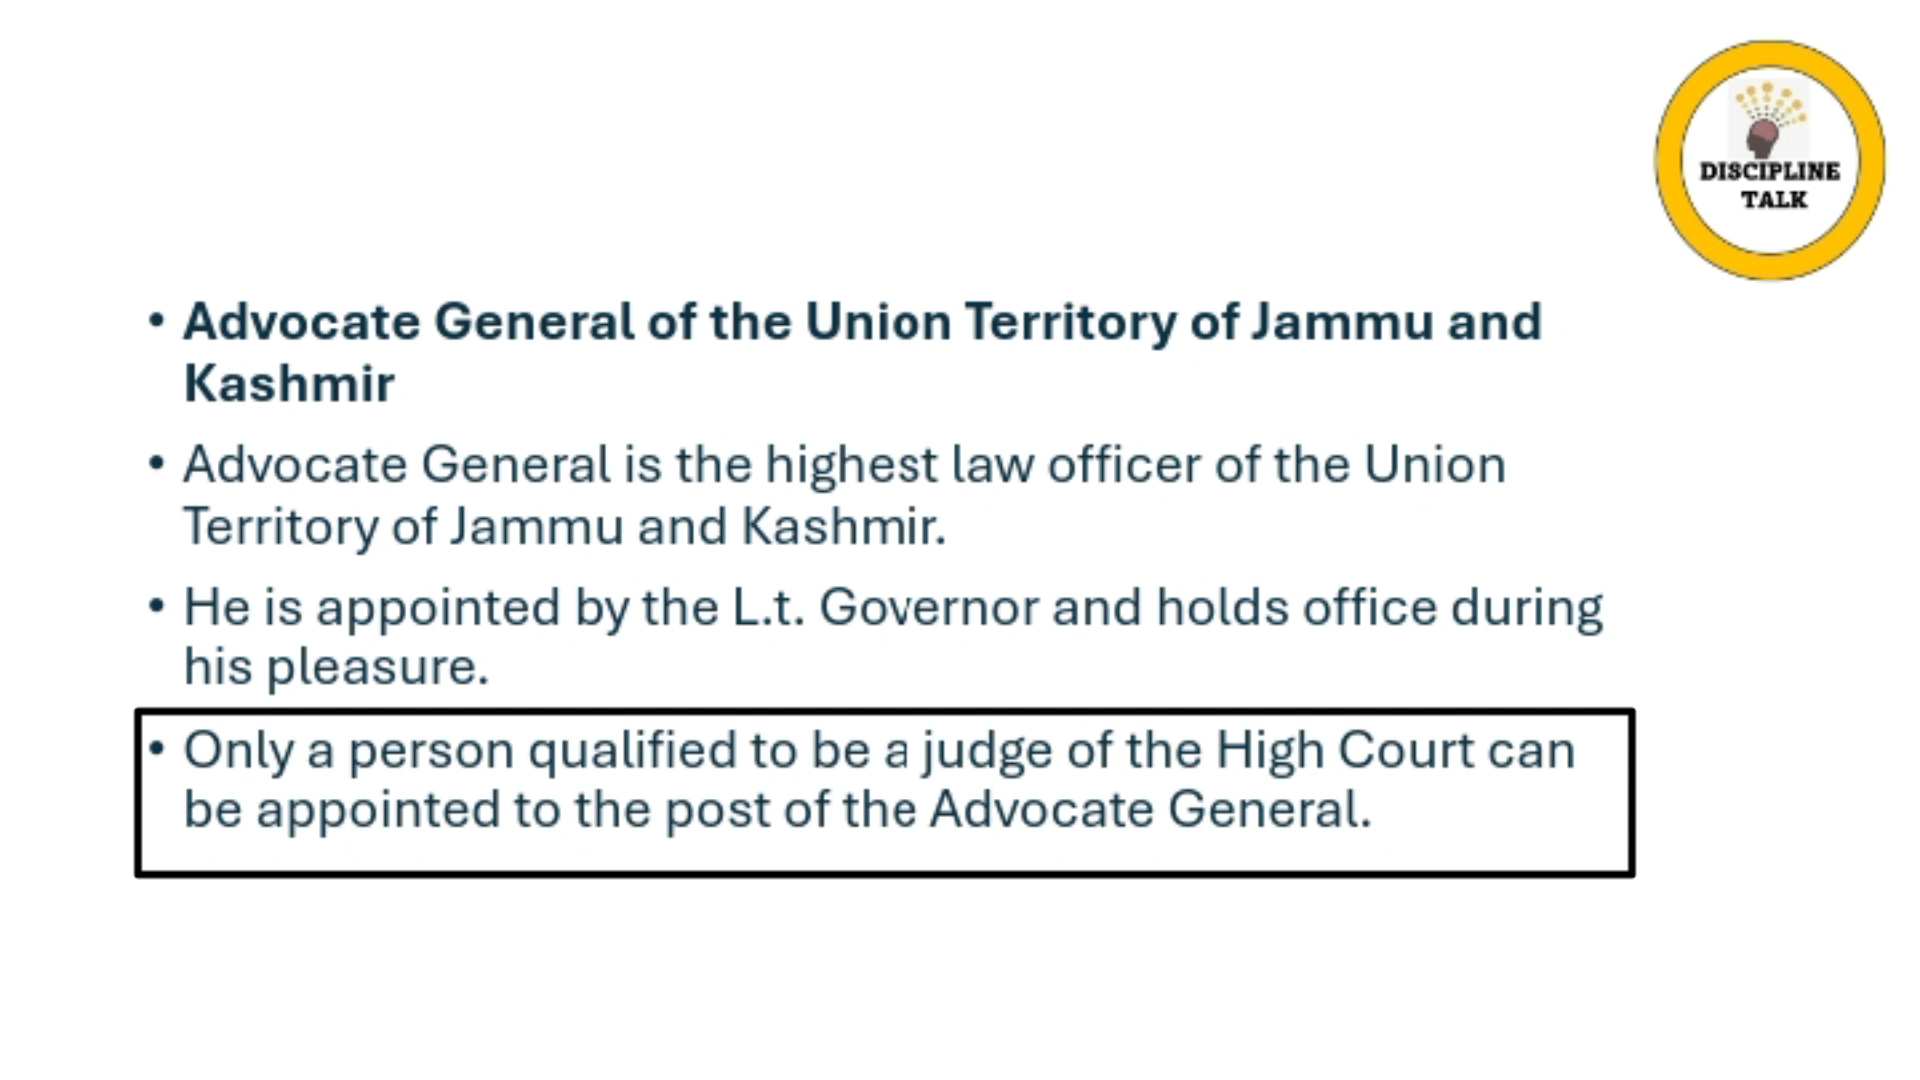 DISCIPLINE
TALK
• Advocate General of the Union Territory of Jammu and
Kashmir
• Advocate General is the highest law officer of the Union
Territory of Jammu and Kashmir.
• He is appointed by the L.t. Governor and holds office during
his pleasure.
• Only a person qualified to be a judge of the High Court can
be appointed to the post of the Advocate General.